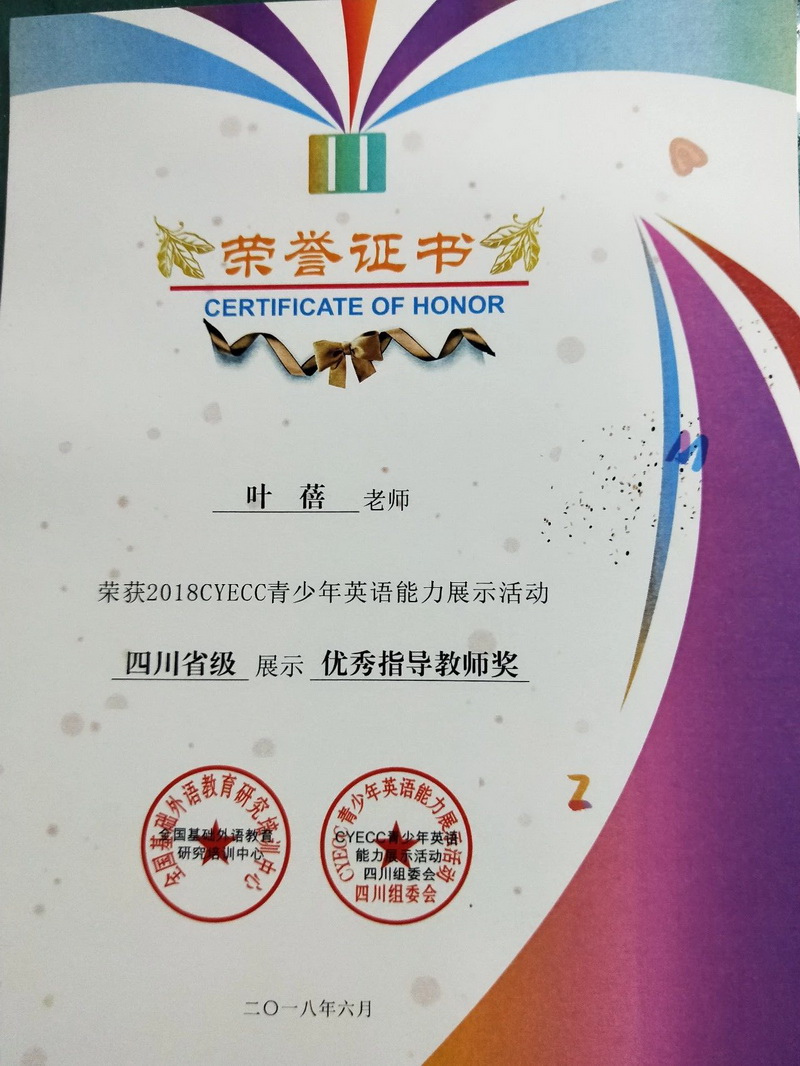 荣誉证书
CERTIFICATE OF HONOR
M
叶 蓓 老师
荣获2018CYECC青少年英语能力展示活动
四川省级 展示 优秀指导教师奖
Z
全国基础外语教育研究培训中心
全国基础外语教育
研究培训中心
CYECC青少年英语能力展示活动
CYECC青少年英语
能力展示活动
四川组委会
四川组委会
二〇一八年六月